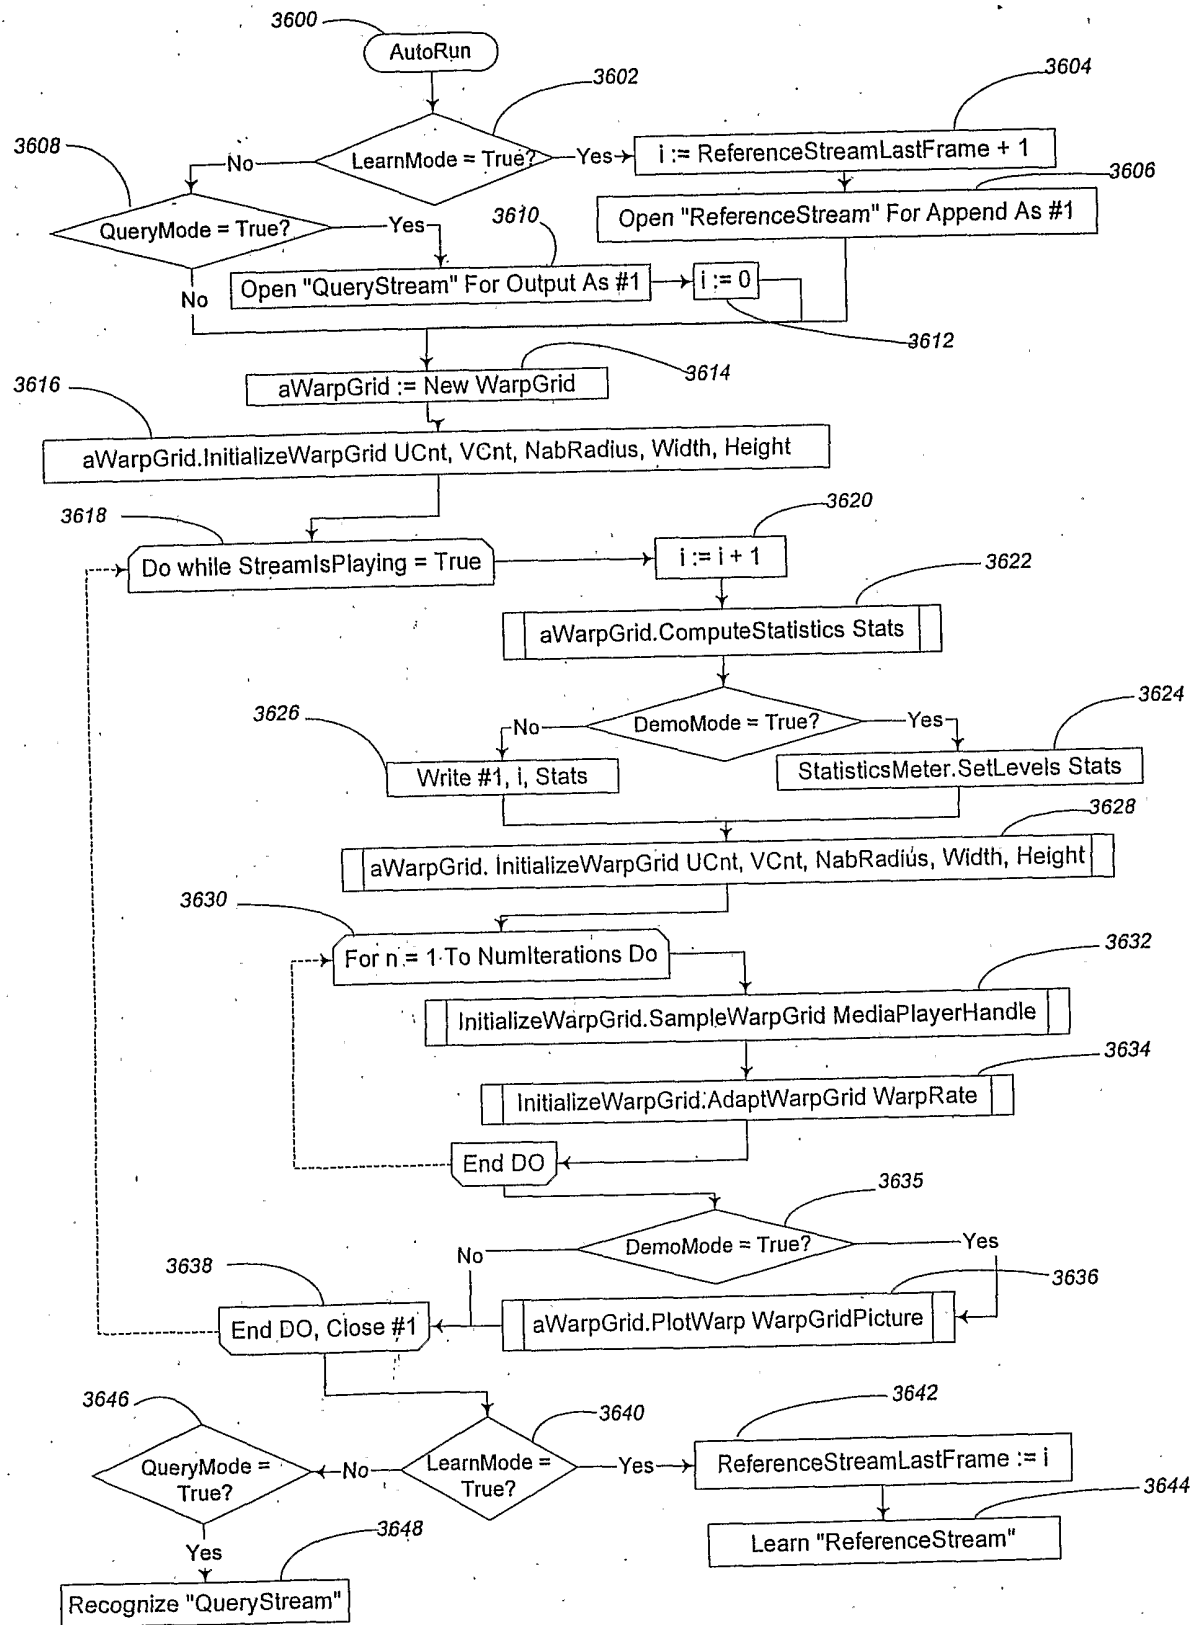 3600
AutoRun
3602
3604
3608
LearnMode = True?
No
Yes
i := ReferenceStreamLastFrame + 1
3606
Open "ReferenceStream" For Append As #1
QueryMode = True?
Yes
3610
No
Open "QueryStream" For Output As #1
i := 0
3612
3614
aWarpGrid := New WarpGrid
3616
aWarpGrid.InitializeWarpGrid UCnt, VCnt, NabRadius, Width, Height
3618
3620
Do while StreamIsPlaying = True
i := i + 1
3622
aWarpGrid.ComputeStatistics Stats
3624
3626
No
DemoMode = True?
Yes
Write #1, i, Stats
StatisticsMeter.SetLevels Stats
3628
aWarpGrid. InitializeWarpGrid UCnt, VCnt, NabRadius, Width, Height
3630
For n = 1 To NumIterations Do
3632
InitializeWarpGrid.SampleWarpGrid MediaPlayerHandle
3634
InitializeWarpGrid.AdaptWarpGrid WarpRate
End DO
3635
DemoMode = True?
No
Yes
3638
3636
End DO, Close #1
aWarpGrid.PlotWarp WarpGridPicture
3646
3640
3642
QueryMode =
True?
No
LearnMode =
True?
Yes
ReferenceStreamLastFrame := i
3644
Learn "ReferenceStream"
Yes
3648
Recognize "QueryStream"